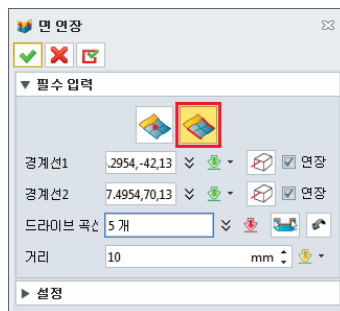 면 연장
필수 입력
경계선1 .2954,-42,13 연장
경계선2 7.4954,70,13 연장
드라이브 곡선 5 개
거리 10 mm
설정